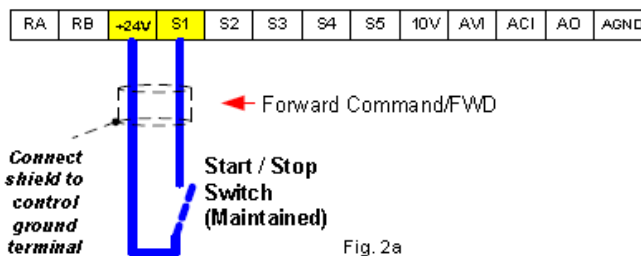 RA RB +24V S1 S2 S3 S4 S5 10V AVI ACI AO AGND
Forward Command/FWD
Connect
shield to
control
ground
terminal
Start / Stop
Switch
(Maintained)
Fig. 2a